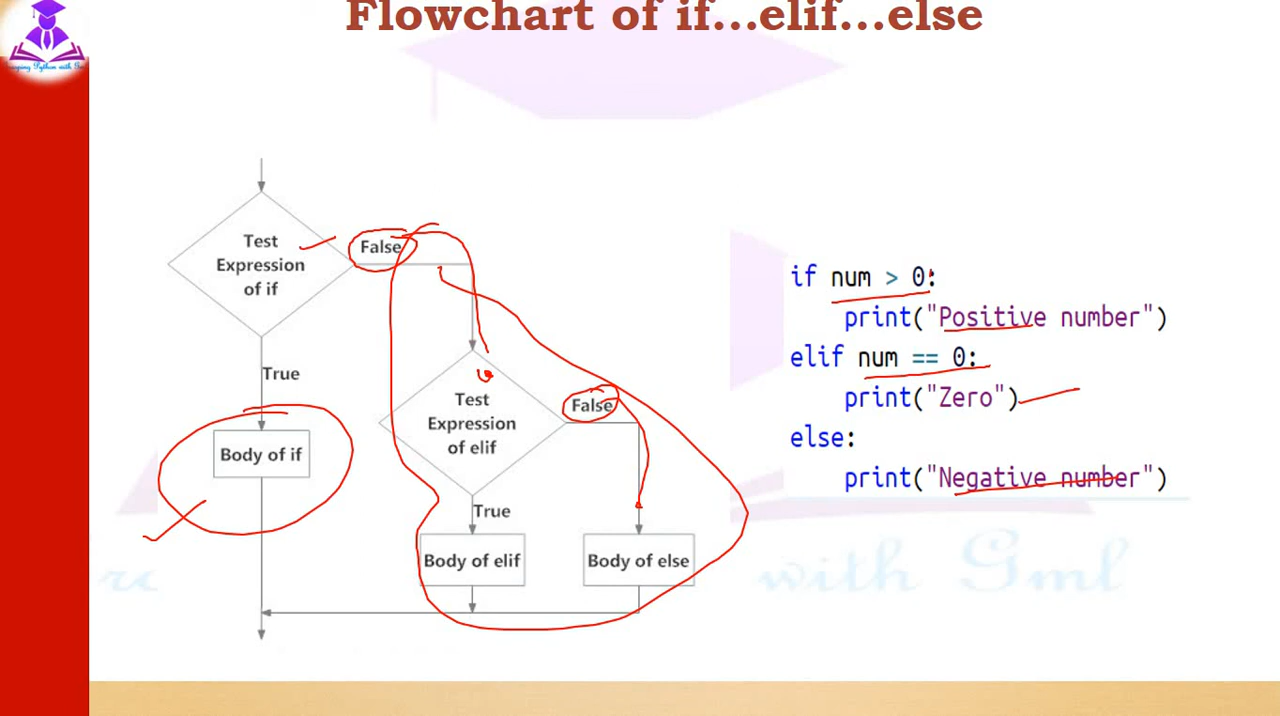 Flowchart of if...elif...else
Test
Expression
of if
False
True
Body of if
Test
Expression
of elif
False
True
Body of elif
Body of else
if num > 0:
print("Positive number")
elif num == 0:
print("Zero")
else:
print("Negative number")
with Gml